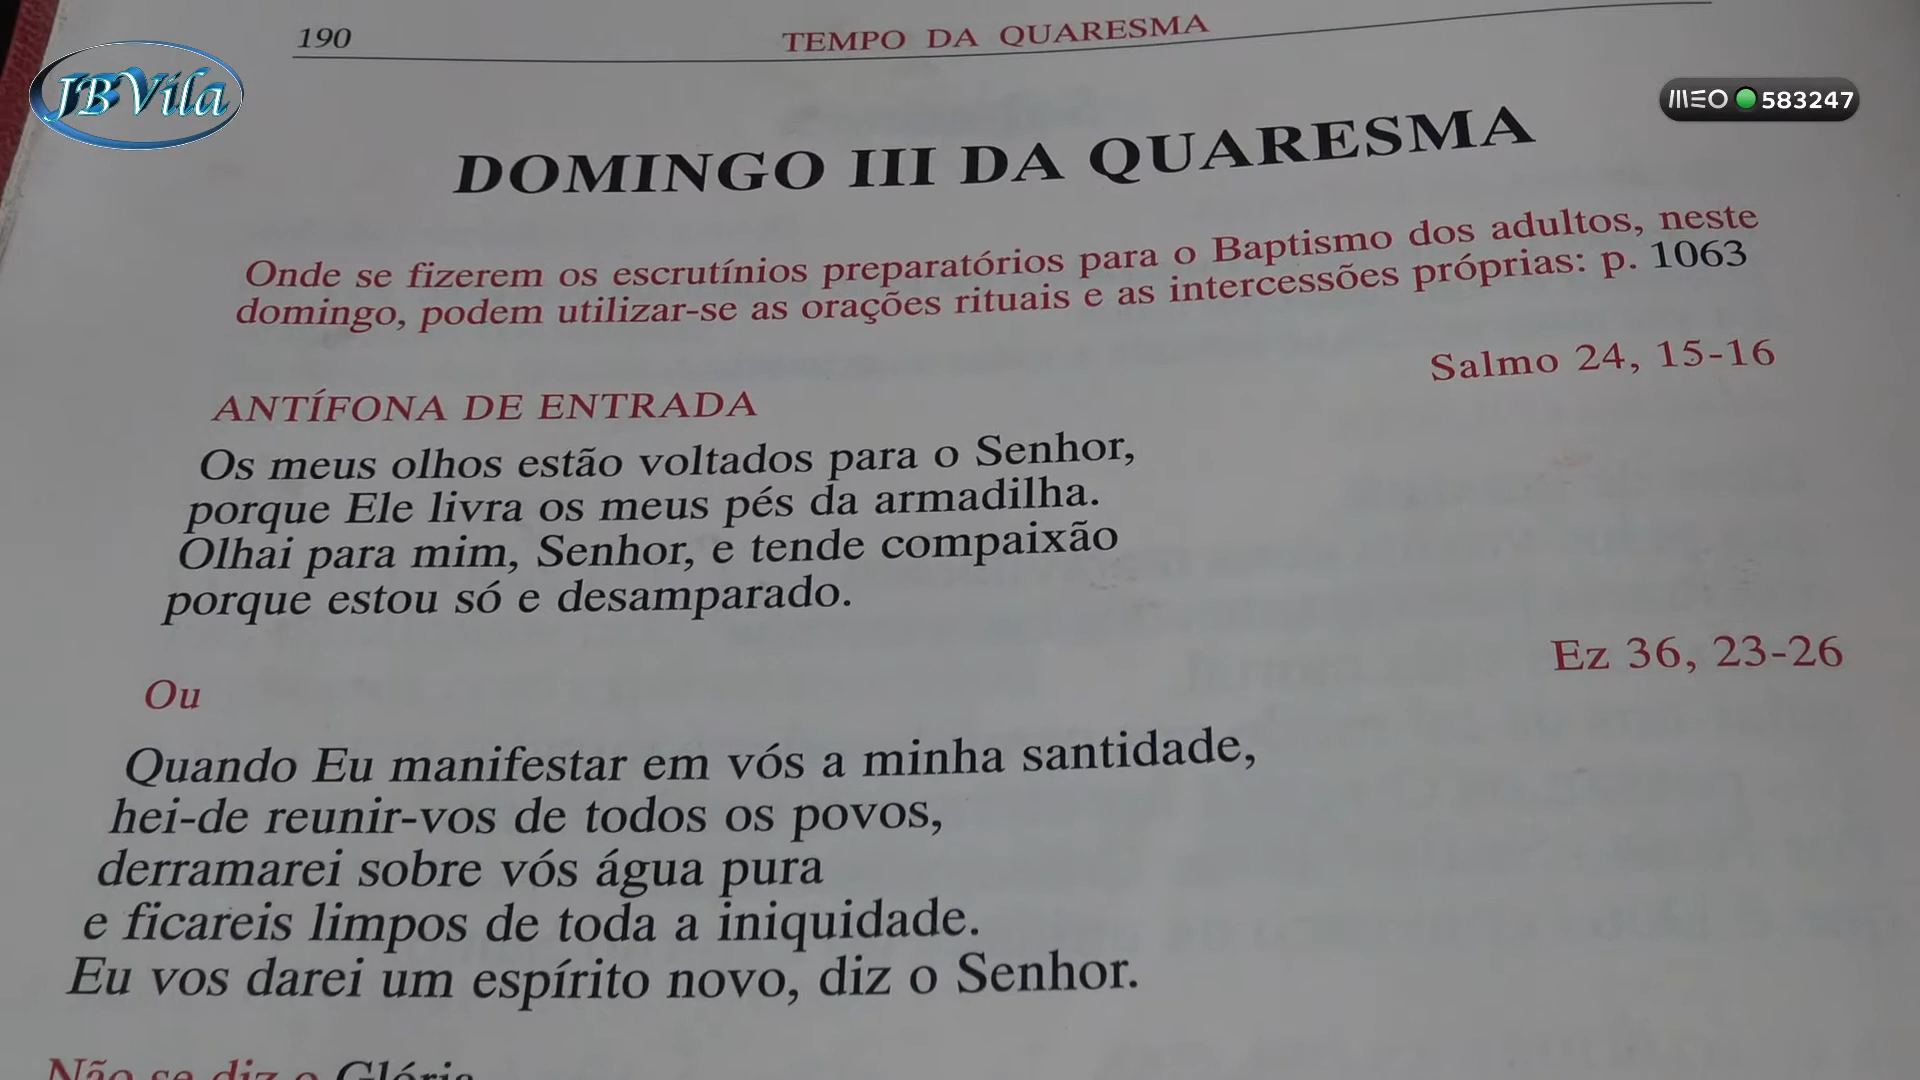 190
TEMPO DA QUARESMA
JBVila
MEO 583247
DOMINGO III DA QUARESMA
Onde se fizerem os escrutínios preparatórios para o Baptismo dos adultos, neste
domingo, podem utilizar-se as orações rituais e as intercessões próprias: p. 1063
Salmo 24, 15-16
ANTÍFONA DE ENTRADA
Os meus olhos estão voltados para o Senhor,
porque Ele livra os meus pés da armadilha.
Olhai para mim, Senhor, e tende compaixão
porque estou só e desamparado.
Ez 36, 23-26
Ou
Quando Eu manifestar em vós a minha santidade,
hei-de reunir-vos de todos os povos,
derramarei sobre vós água pura
e ficareis limpos de toda a iniquidade.
Eu vos darei um espírito novo, diz o Senhor.
Não se diz o Glória